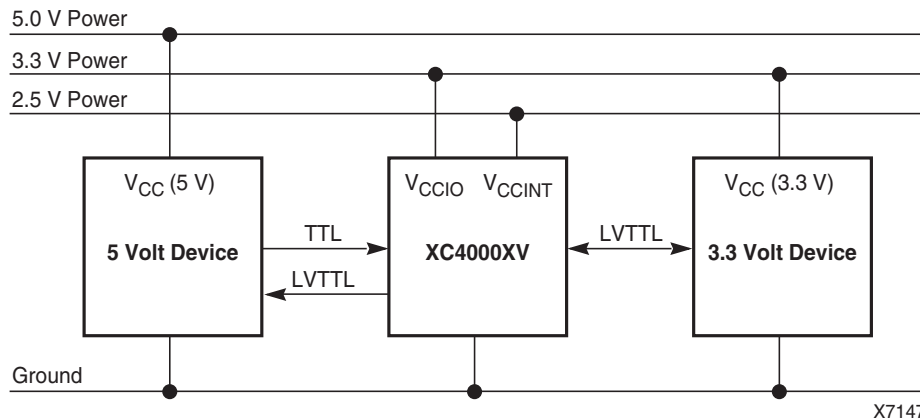 5.0 V Power
3.3 V Power
2.5 V Power
VCC (5 V)
5 Volt Device
TTL
LVTTL
VCCIO VCCINT
XC4000XV
LVTTL
VCC (3.3 V)
3.3 Volt Device
Ground
X7147